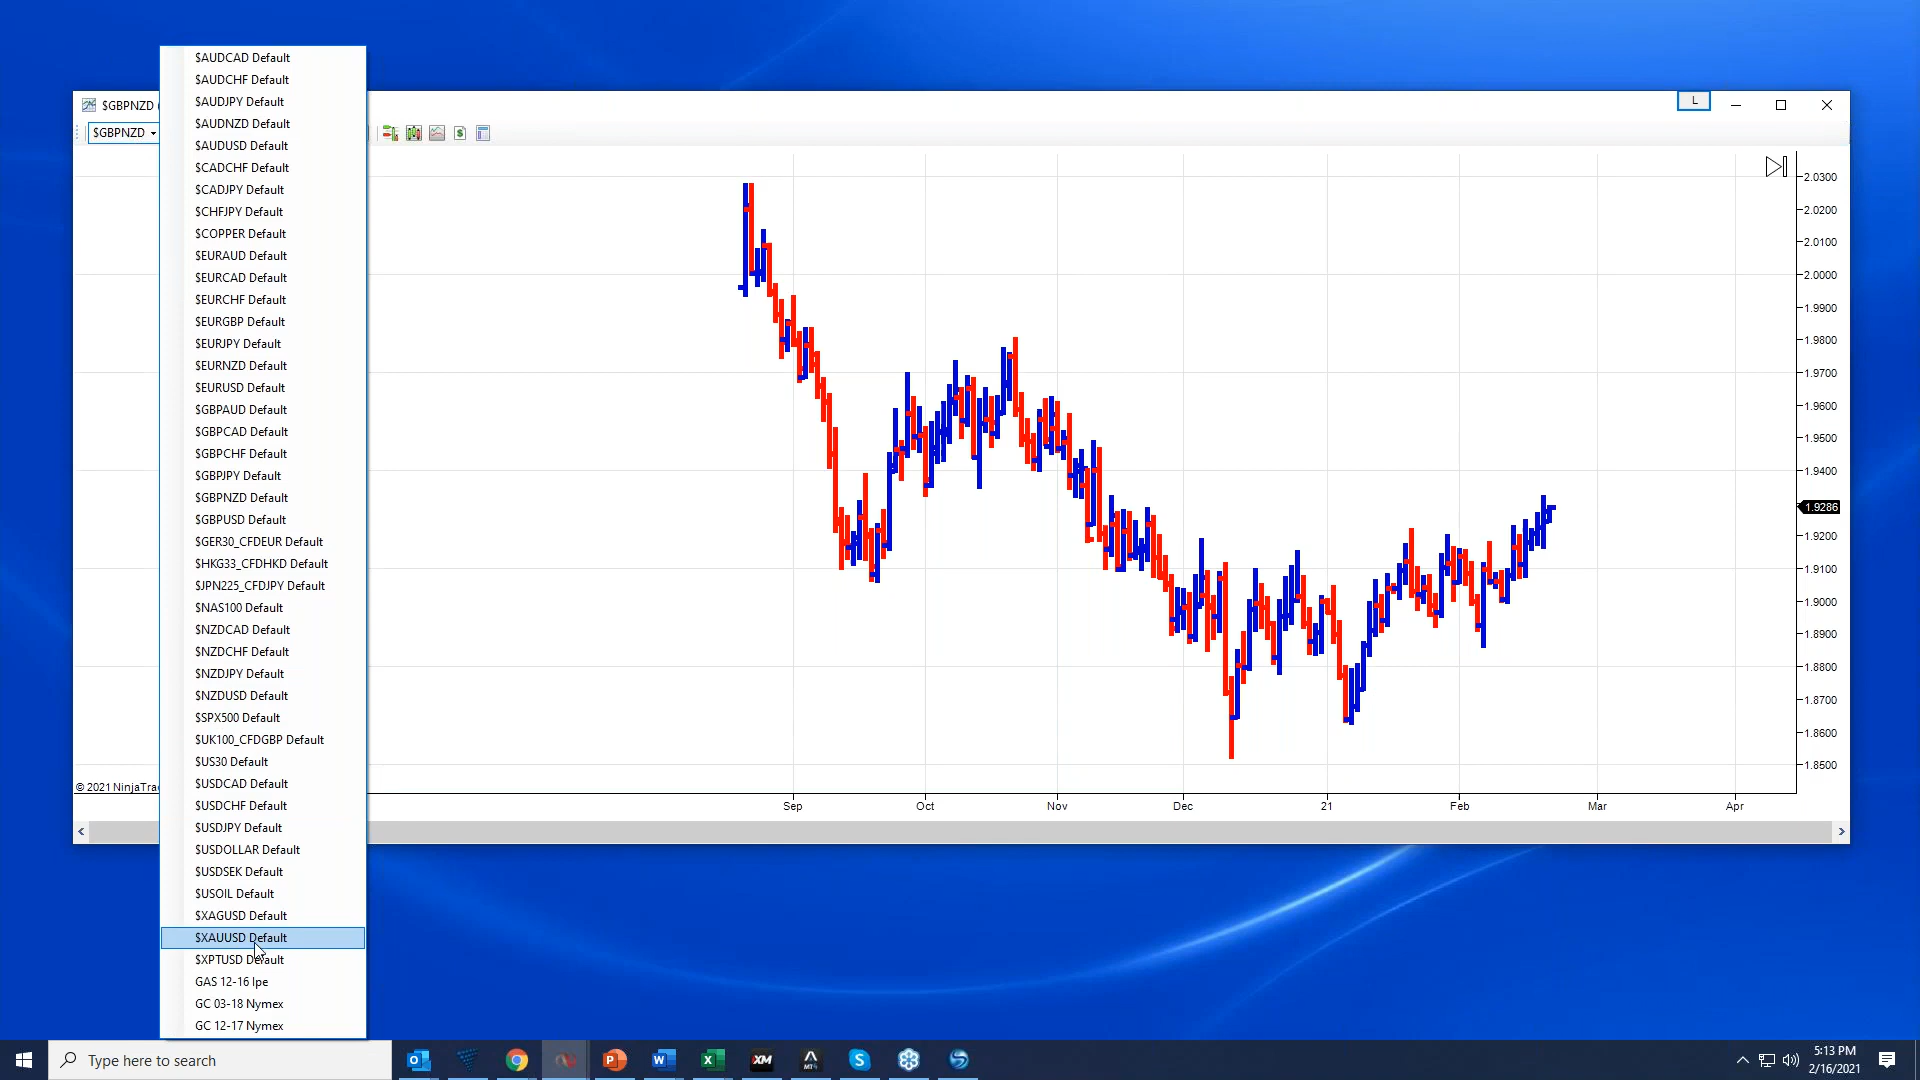 $AUDCAD Default
$AUDCHF Default
$AUDJPY Default
$AUDNZD Default
$AUDUSD Default
$CADCHF Default
$CADJPY Default
$CHFJPY Default
$COPPER Default
$EURAUD Default
$EURCAD Default
$EURCHF Default
$EURGBP Default
$EURJPY Default
$EURNZD Default
$EURUSD Default
$GBPAUD Default
$GBPCAD Default
$GBPCHF Default
$GBPJPY Default
$GBPNZD Default
$GBPUSD Default
$GER30_CFDEUR Default
$HKG33_CFDHKD Default
$JPN225_CFDJPY Default
$NAS100 Default
$NZDCAD Default
$NZDCHF Default
$NZDJPY Default
$NZDUSD Default
$SPX500 Default
$UK100_CFDGBP Default
$US30 Default
$USDCAD Default
$USDCHF Default
$USDJPY Default
$USDOLLAR Default
$USDSEK Default
$USOIL Default
$XAGUSD Default
$XAUUSD Default
$XPTUSD Default
GAS 12-16 Ipe
GC 03-18 Nymex
GC 12-17 Nymex
$GBPNZD (
L
$GBPNZD
$
2.0300
2.0200
2.0100
2.0000
1.9900
1.9800
1.9700
1.9600
1.9500
1.9400
1.9286
1.9200
1.9100
1.9000
1.8900
1.8800
1.8700
1.8600
1.8500
© 2021 NinjaTra
Sep Oct Nov Dec 21 Feb Mar Apr
Type here to search
XM
MT4
5:13 PM
2/16/2021